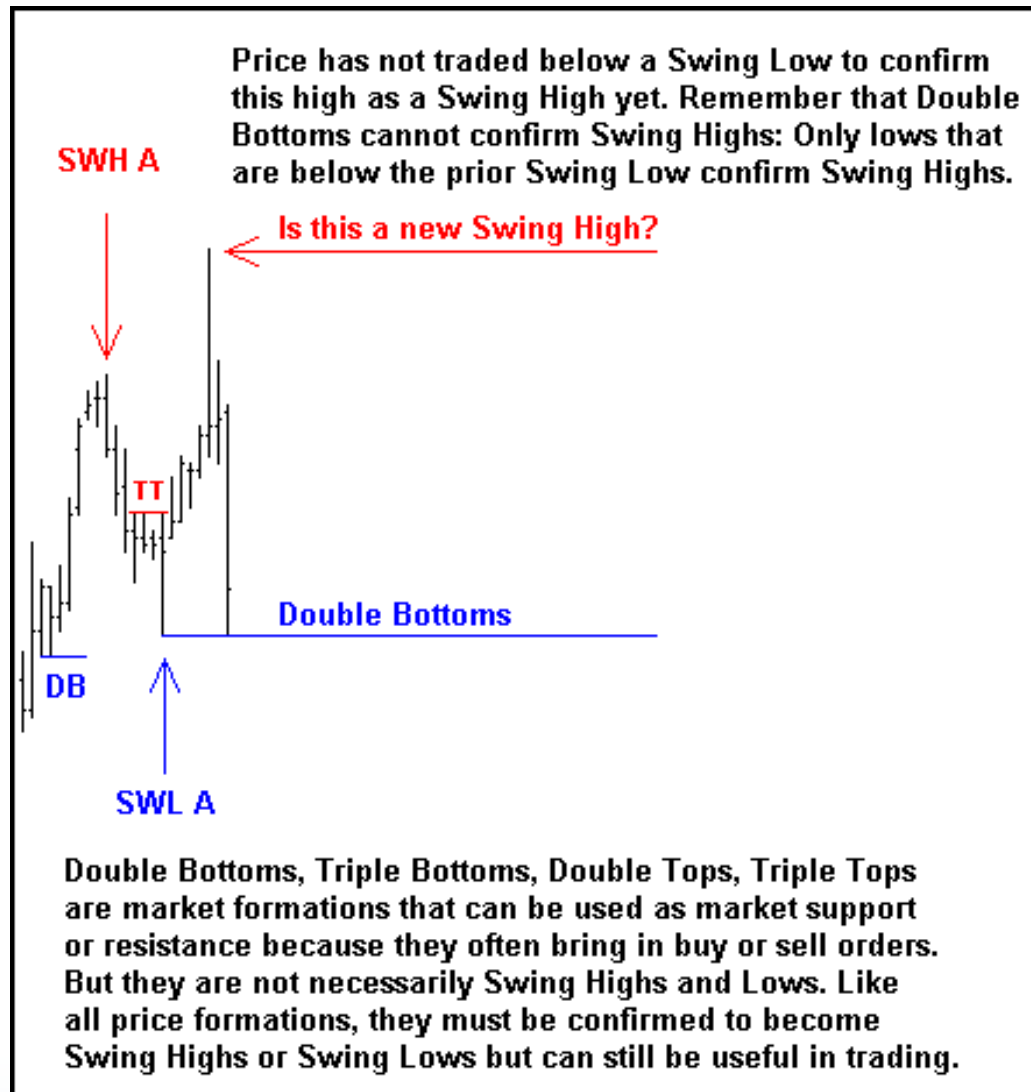 Price has not traded below a Swing Low to confirm
this high as a Swing High yet. Remember that Double
Bottoms cannot confirm Swing Highs: Only lows that
are below the prior Swing Low confirm Swing Highs.
SWH A
Is this a new Swing High?
TT
Double Bottoms
DB
SWL A
Double Bottoms, Triple Bottoms, Double Tops, Triple Tops
are market formations that can be used as market support
or resistance because they often bring in buy or sell orders.
But they are not necessarily Swing Highs and Lows. Like
all price formations, they must be confirmed to become
Swing Highs or Swing Lows but can still be useful in trading.